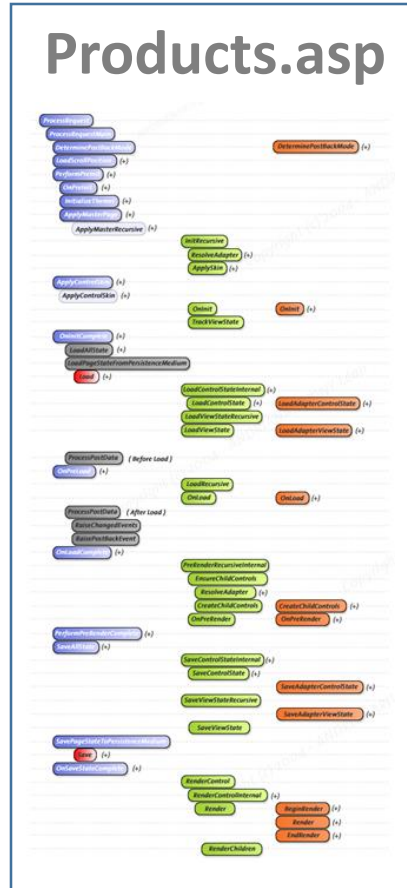 Products.asp
ProcessRequest
ProcessRequestMain
DeterminePostBackMode (+) DeterminePostBackMode (+)
LoadScrollPosition (+)
PerformPreInit (+)
OnPreInit (+)
InitializeThemes (+)
ApplyMasterPage (+)
ApplyMasterRecursive (+)
InitRecursive
ResolveAdapter (+)
ApplySkin (+)
ApplyControlSkin (+)
ApplyControlSkin (+)
OnInit (+) OnInit (+)
TrackViewState
OnInitComplete (+)
LoadAllState (+)
LoadPageStateFromPersistenceMedium
Load (+)
LoadControlStateInternal
LoadControlState (+) LoadAdapterControlState (+)
LoadViewStateRecursive
LoadViewState LoadAdapterViewState (+)
ProcessPostData ( Before Load )
OnPreLoad (+)
LoadRecursive
OnLoad (+) OnLoad (+)
ProcessPostData ( After Load )
RaiseChangedEvents
RaisePostBackEvent
OnLoadComplete (+)
PreRenderRecursiveInternal
EnsureChildControls
ResolveAdapter (+)
CreateChildControls (+) CreateChildControls (+)
OnPreRender (+) OnPreRender (+)
PerformPreRenderComplete (+)
SaveAllState (+)
SaveControlStateInternal (+)
SaveControlState (+)
SaveAdapterControlState (+)
SaveViewStateRecursive
SaveAdapterViewState (+)
SaveViewState
SavePageStateToPersistenceMedium
Save (+)
OnSaveStateComplete (+)
RenderControl
RenderControlInternal (+)
Render BeginRender (+)
Render (+)
EndRender (+)
RenderChildren